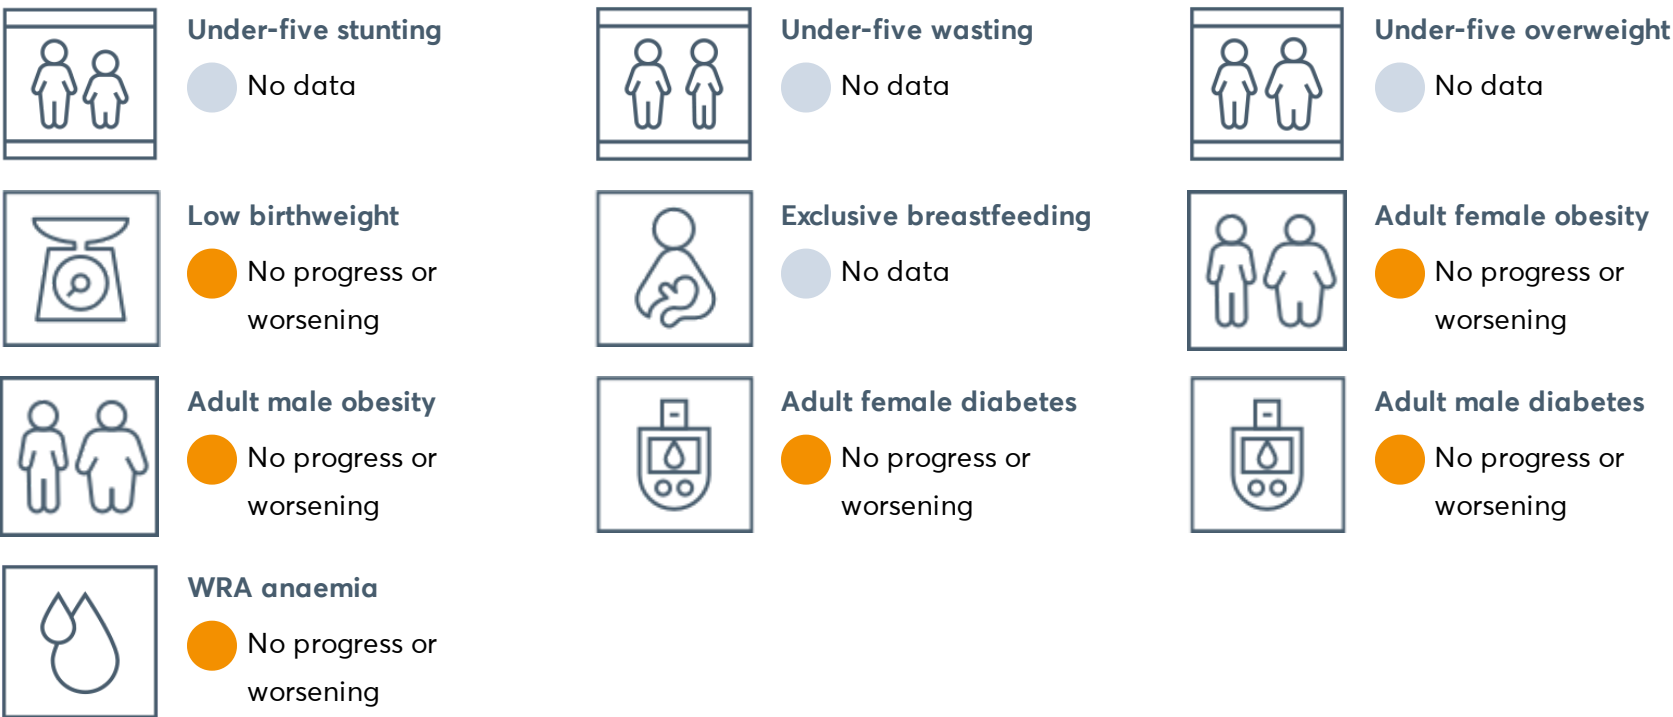 Under-five stunting
No data
Under-five wasting
No data
Under-five overweight
No data
Low birthweight
No progress or
worsening
Exclusive breastfeeding
No data
Adult female obesity
No progress or
worsening
Adult male obesity
No progress or
worsening
Adult female diabetes
No progress or
worsening
Adult male diabetes
No progress or
worsening
WRA anaemia
No progress or
worsening